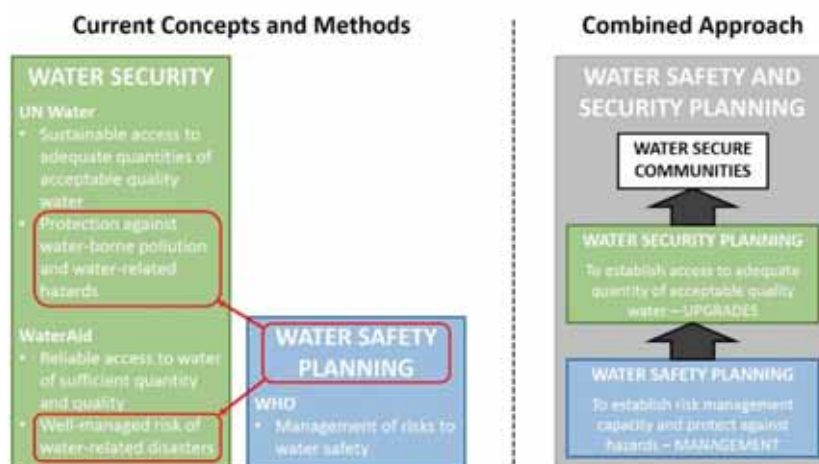 Current Concepts and Methods
WATER SECURITY
UN Water
• Sustainable access to
adequate quantities of
acceptable quality
water
• Protection against
water-borne pollution
and water-related
hazards
WaterAid
• Reliable access to water
of sufficient quantity
and quality
• Well-managed risk of
water-related disasters
WATER SAFETY
PLANNING
WHO
• Management of risks to
water safety
Combined Approach
WATER SAFETY AND
SECURITY PLANNING
WATER SECURE
COMMUNITIES
WATER SECURITY PLANNING
To establish access to adequate
quantity of acceptable quality
water – UPGRADES
WATER SAFETY PLANNING
To establish risk management
capacity and protect against
hazards – MANAGEMENT